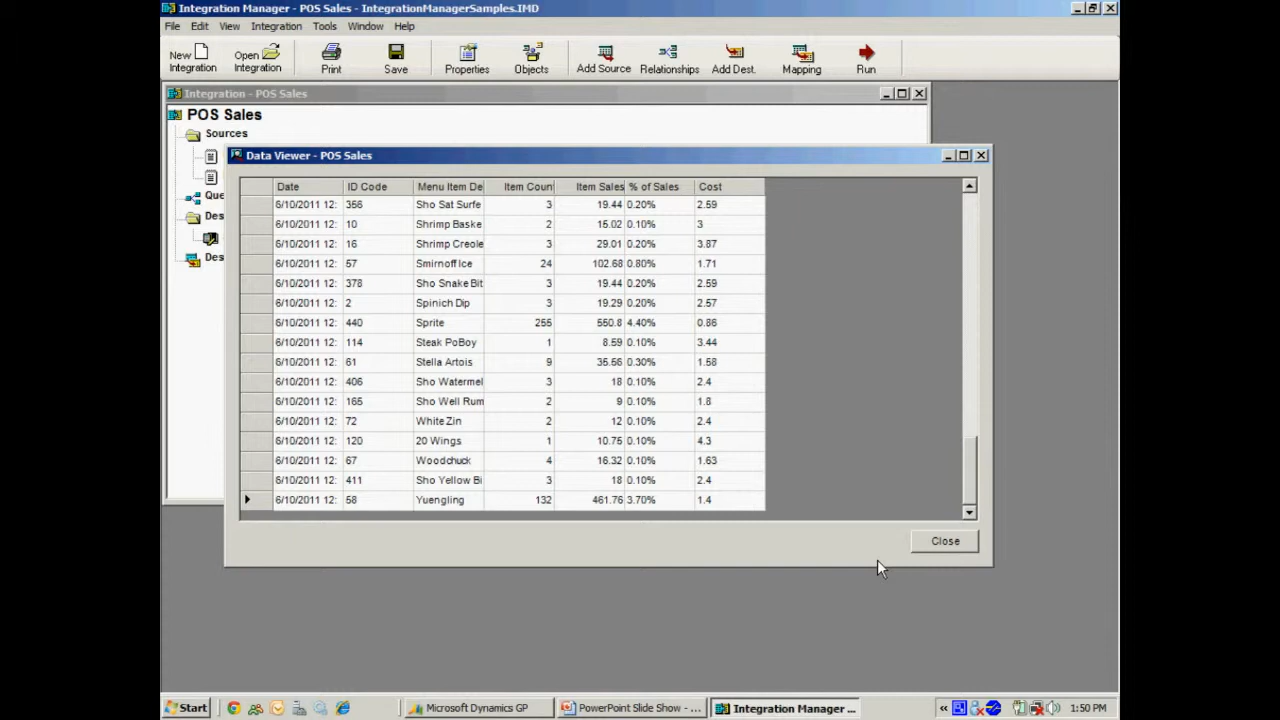 Integration Manager - POS Sales - IntegrationManagerSamples.IMD
File Edit View Integration Tools Window Help
New Integration Open Integration Print Save Properties Objects Add Source Relationships Add Dest. Mapping Run
Integration - POS Sales
POS Sales
Sources
Data Viewer - POS Sales
Date ID Code Menu Item De Item Count Item Sales % of Sales Cost
6/10/2011 12: 356 Sho Sat Surfe 3 19.44 0.20% 2.59
6/10/2011 12: 10 Shrimp Baske 2 15.02 0.10% 3
6/10/2011 12: 16 Shrimp Creole 3 29.01 0.20% 3.87
6/10/2011 12: 57 Smirnoff Ice 24 102.68 0.80% 1.71
6/10/2011 12: 378 Sho Snake Bit 3 19.44 0.20% 2.59
6/10/2011 12: 2 Spinich Dip 3 19.29 0.20% 2.57
6/10/2011 12: 440 Sprite 255 550.8 4.40% 0.86
6/10/2011 12: 114 Steak PoBoy 1 8.59 0.10% 3.44
6/10/2011 12: 61 Stella Artois 9 35.56 0.30% 1.58
6/10/2011 12: 406 Sho Watermel 3 18 0.10% 2.4
6/10/2011 12: 165 Sho Well Rum 2 9 0.10% 1.8
6/10/2011 12: 72 White Zin 2 12 0.10% 2.4
6/10/2011 12: 120 20 Wings 1 10.75 0.10% 4.3
6/10/2011 12: 67 Woodchuck 4 16.32 0.10% 1.63
6/10/2011 12: 411 Sho Yellow Bi 3 18 0.10% 2.4
6/10/2011 12: 58 Yuengling 132 461.76 3.70% 1.4
Que
Des
Des
Close
Start Microsoft Dynamics GP PowerPoint Slide Show - ... Integration Manager ... « 1:50 PM